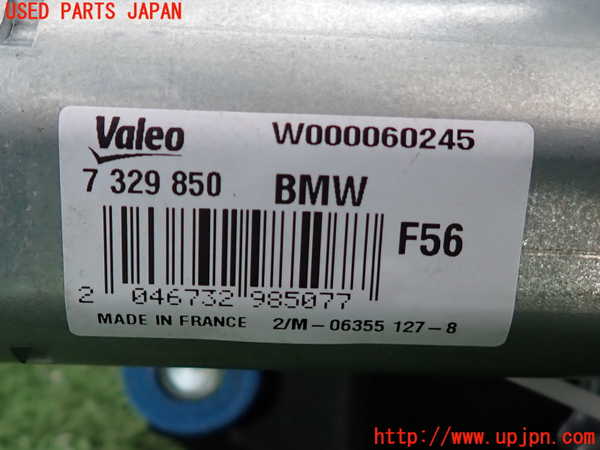 USED PARTS JAPAN
Valeo W000060245
7 329 850 BMW
F56
2 046732 985077
MADE IN FRANCE 2/M-06355 127-8
http://www.upjpn.com/